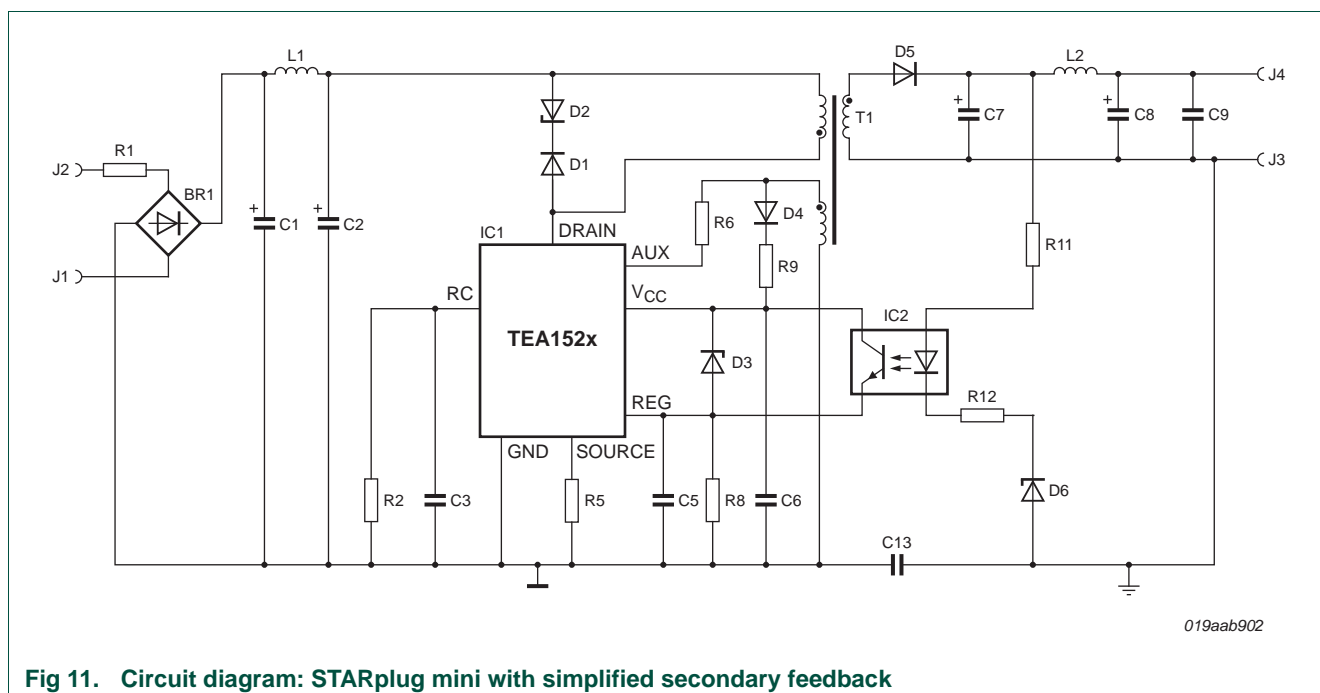 L1
D5
L2
J4
D2
T1
C7
C8
C9
R1
J2
D1
J3
BR1
C1
C2
R6
D4
IC1
DRAIN
AUX
R11
J1
R9
RC
VCC
IC2
TEA152x
D3
R12
REG
GND
SOURCE
R2
C3
R5
C5
R8
C6
D6
C13
019aab902
Fig 11. Circuit diagram: STARplug mini with simplified secondary feedback